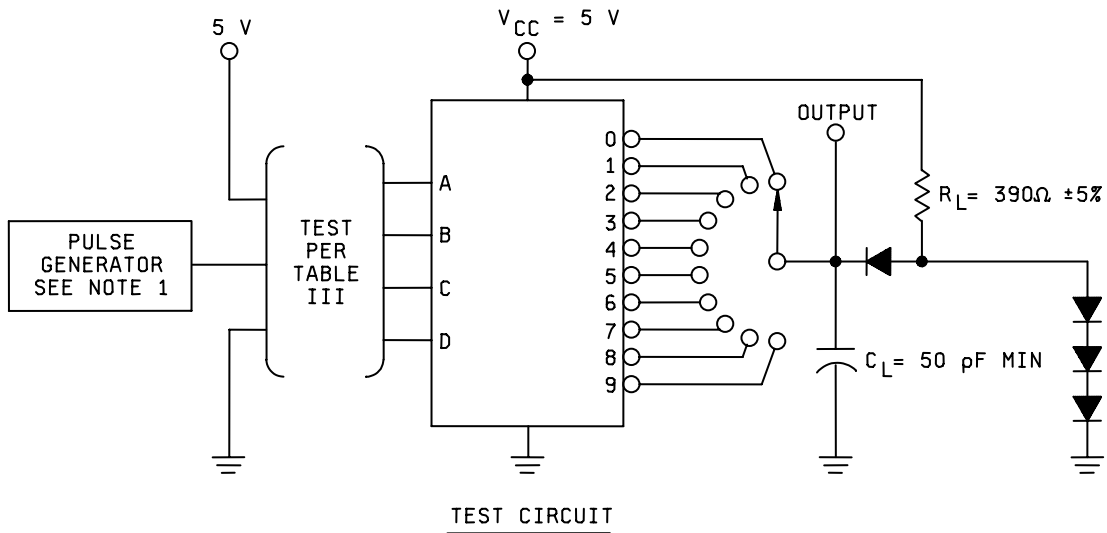 5 V
V CC = 5 V
OUTPUT
0
1
2
3
4
5
6
7
8
9
A
B
C
D
PULSE
GENERATOR
SEE NOTE 1
TEST
PER
TABLE
III
R L = 390Ω ±5%
C L = 50 pF MIN
TEST CIRCUIT